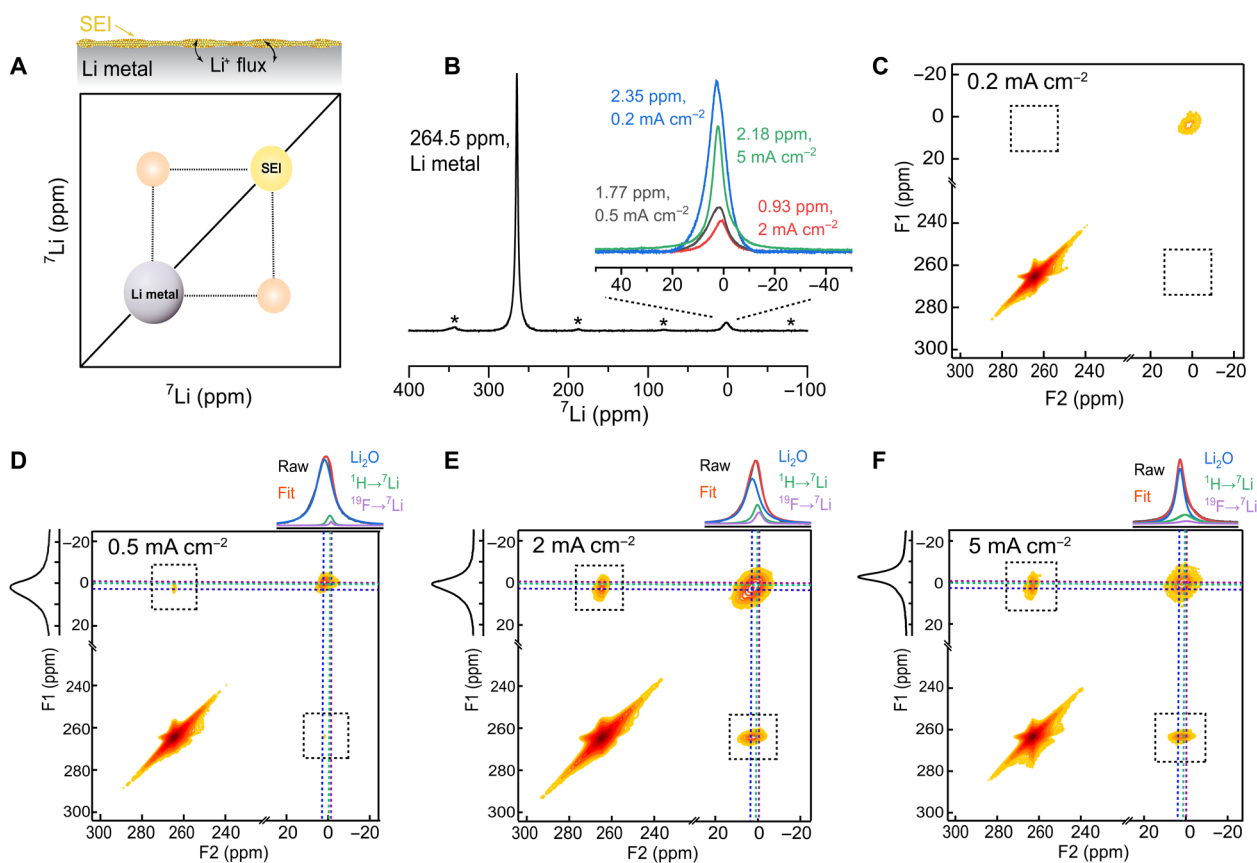 SEI
A
Li metal
Li⁺ flux
⁷Li (ppm)
SEI
Li metal
⁷Li (ppm)
B
264.5 ppm,
Li metal
2.35 ppm,
0.2 mA cm⁻²
2.18 ppm,
5 mA cm⁻²
1.77 ppm,
0.5 mA cm⁻²
0.93 ppm,
2 mA cm⁻²
40 20 0 −20 −40
* * * *
400 300 200 100 0 −100
⁷Li (ppm)
C
0.2 mA cm⁻²
−20
0
20
240
260
280
300
F1 (ppm)
300 280 260 240 20 0 −20
F2 (ppm)
D
Raw
Fit
Li₂O
¹H→⁷Li
¹⁹F→⁷Li
0.5 mA cm⁻²
−20
0
20
240
260
280
300
F1 (ppm)
300 280 260 240 20 0 −20
F2 (ppm)
E
Raw
Fit
Li₂O
¹H→⁷Li
¹⁹F→⁷Li
2 mA cm⁻²
−20
0
20
240
260
280
300
F1 (ppm)
300 280 260 240 20 0 −20
F2 (ppm)
F
Raw
Fit
Li₂O
¹H→⁷Li
¹⁹F→⁷Li
5 mA cm⁻²
−20
0
20
240
260
280
300
F1 (ppm)
300 280 260 240 20 0 −20
F2 (ppm)